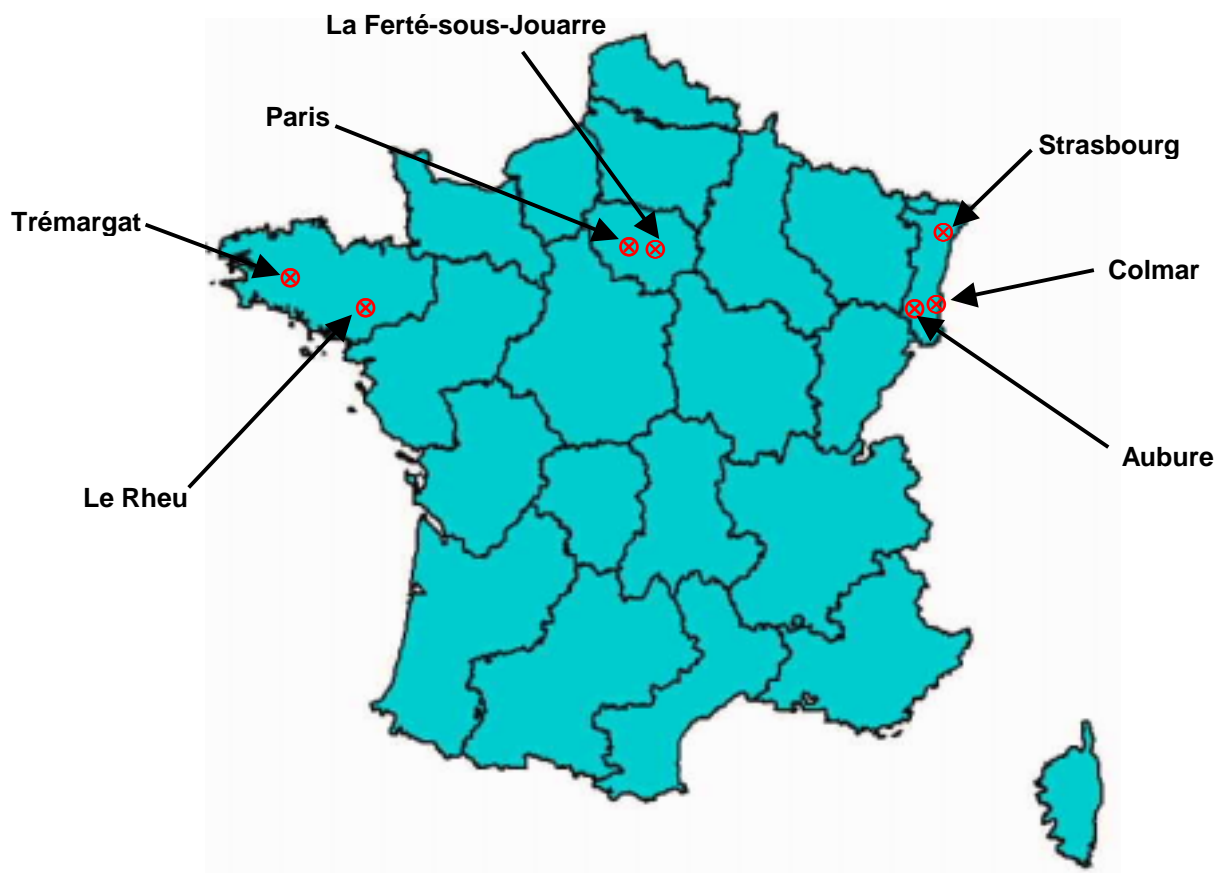 La Ferté-sous-Jouarre
Paris
Strasbourg
Trémargat
Colmar
Aubure
Le Rheu